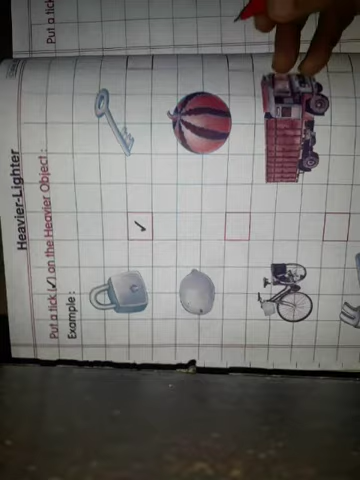 Heavier-Lighter
Put a tick (✓) on the Heavier Object :
Example :
✓
Put a tick